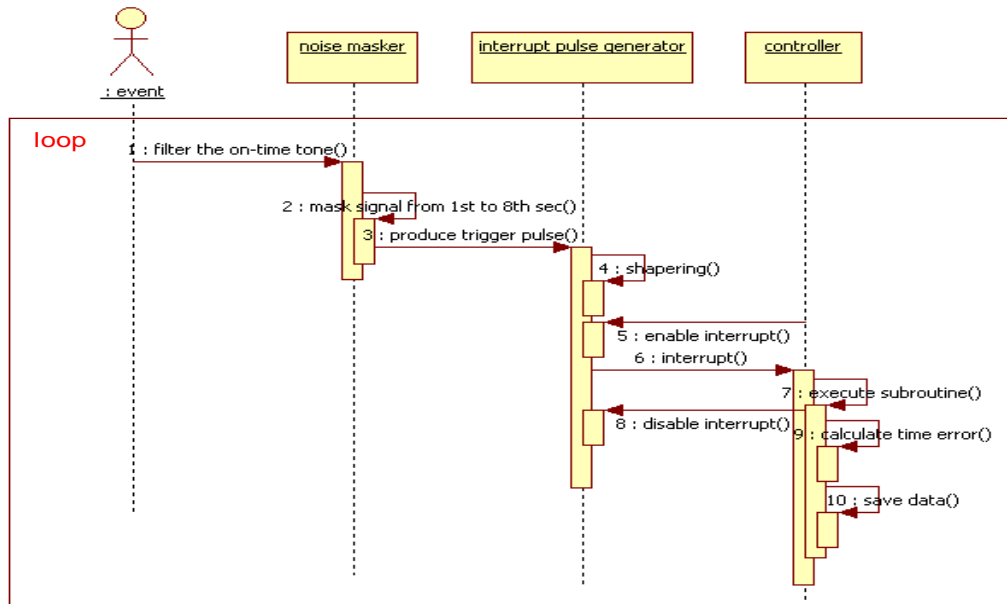 noise masker
interrupt pulse generator
controller
: event
loop
1 : filter the on-time tone()
2 : mask signal from 1st to 8th sec()
3 : produce trigger pulse()
4 : shapering()
5 : enable interrupt()
6 : interrupt()
7 : execute subroutine()
8 : disable interrupt()
9 : calculate time error()
10 : save data()